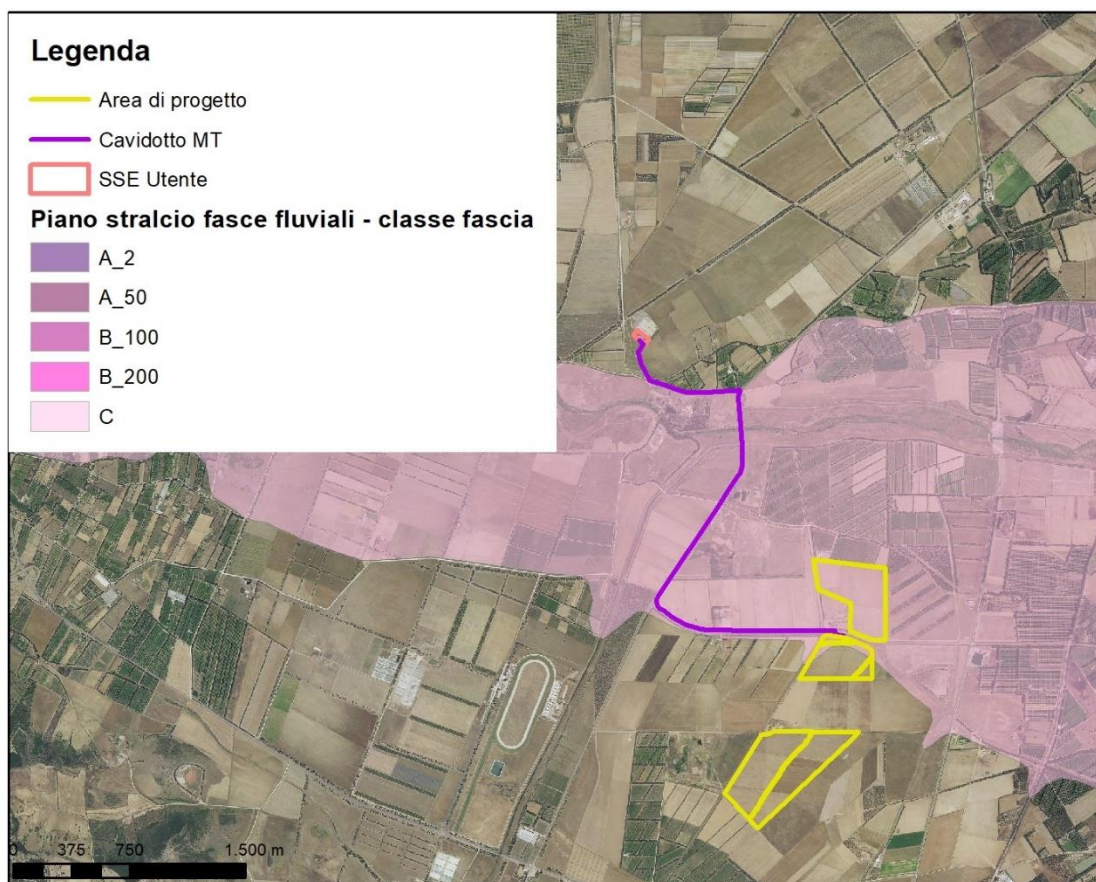 Legenda
Area di progetto
Cavidotto MT
SSE Utente
Piano stralcio fasce fluviali - classe fascia
A_2
A_50
B_100
B_200
C
0 375 750 1.500 m